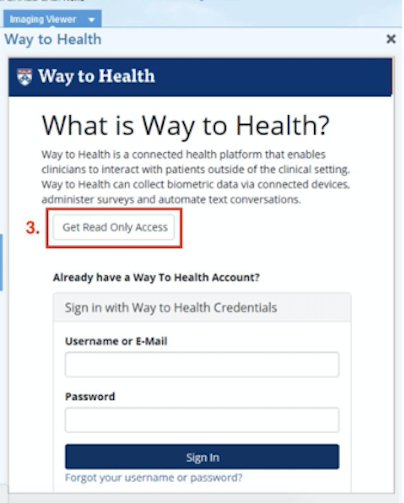 Imaging Viewer
Way to Health
Way to Health
What is Way to Health?
Way to Health is a connected health platform that enables
clinicians to interact with patients outside of the clinical setting.
Way to Health can collect biometric data via connected devices,
administer surveys and automate text conversations.
3. Get Read Only Access
Already have a Way To Health Account?
Sign in with Way to Health Credentials
Username or E-Mail
Password
Sign In
Forgot your username or password?